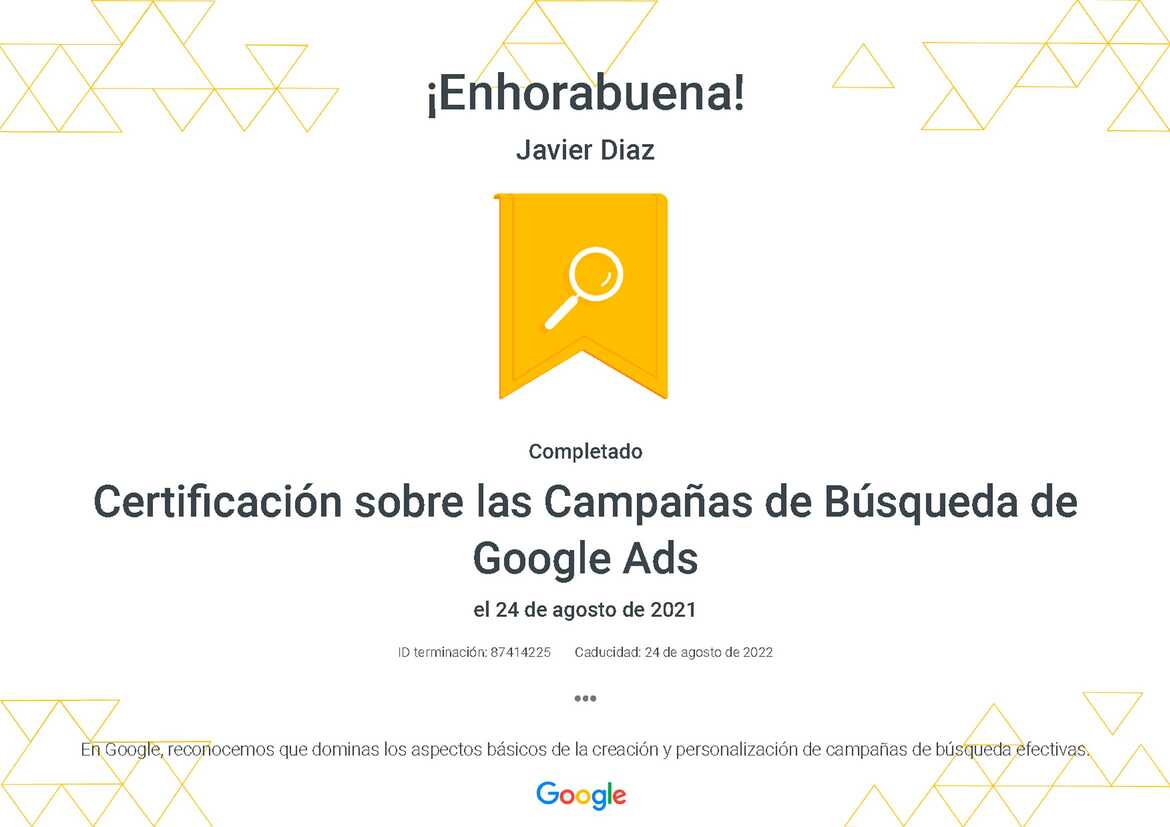 ¡Enhorabuena!
Javier Diaz
Completado
Certificación sobre las Campañas de Búsqueda de
Google Ads
el 24 de agosto de 2021
ID terminación: 87414225 Caducidad: 24 de agosto de 2022
•••
En Google, reconocemos que dominas los aspectos básicos de la creación y personalización de campañas de búsqueda efectivas.
Google